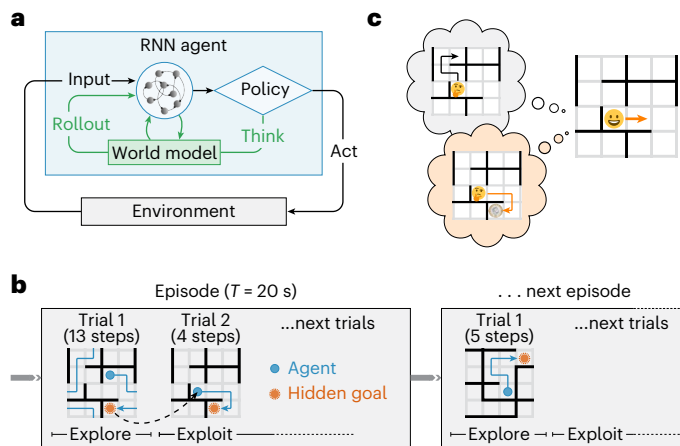 a
RNN agent
Input
Policy
Rollout
Think
World model
Act
Environment
c
b
Episode (T = 20 s)
. . . next episode
Trial 1
(13 steps)
Trial 2
(4 steps)
...next trials
Agent
Hidden goal
Explore
Exploit
Trial 1
(5 steps)
...next trials
Explore
Exploit